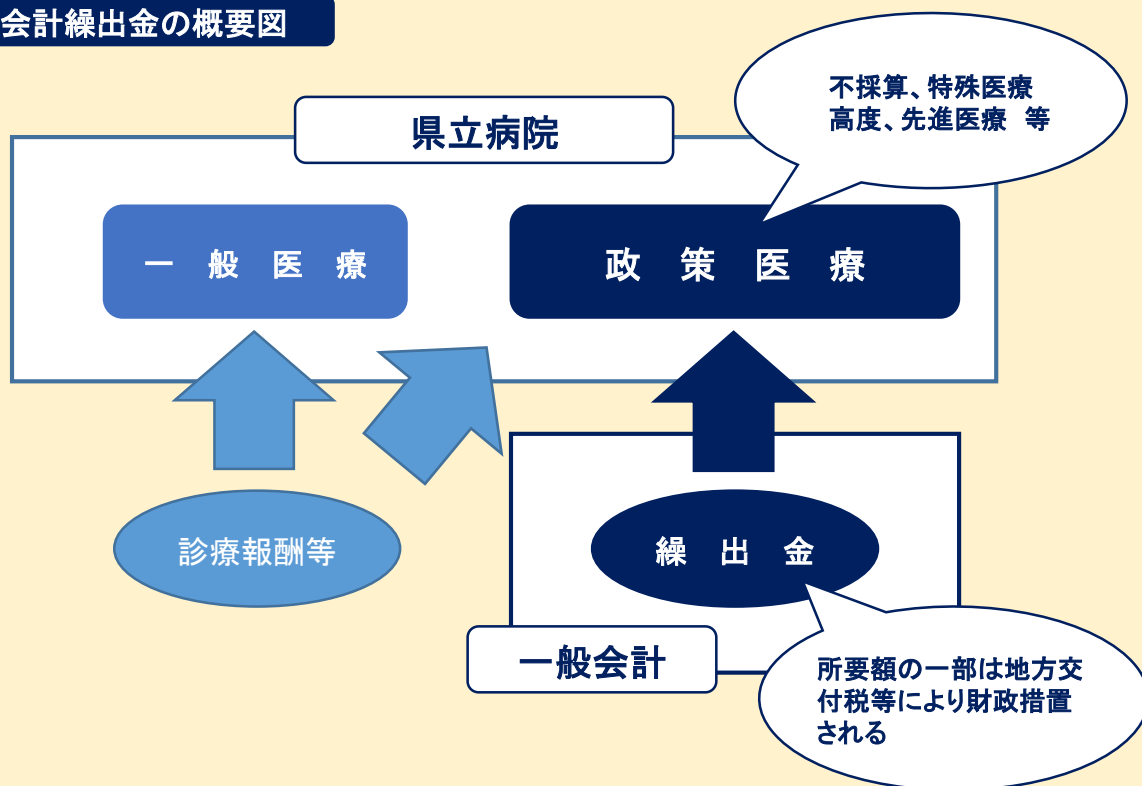 会計繰出金の概要図
不採算、特殊医療
高度、先進医療 等
県立病院
一 般 医 療
政 策 医 療
診療報酬等
繰 出 金
一般会計
所要額の一部は地方交
付税等により財政措置
される